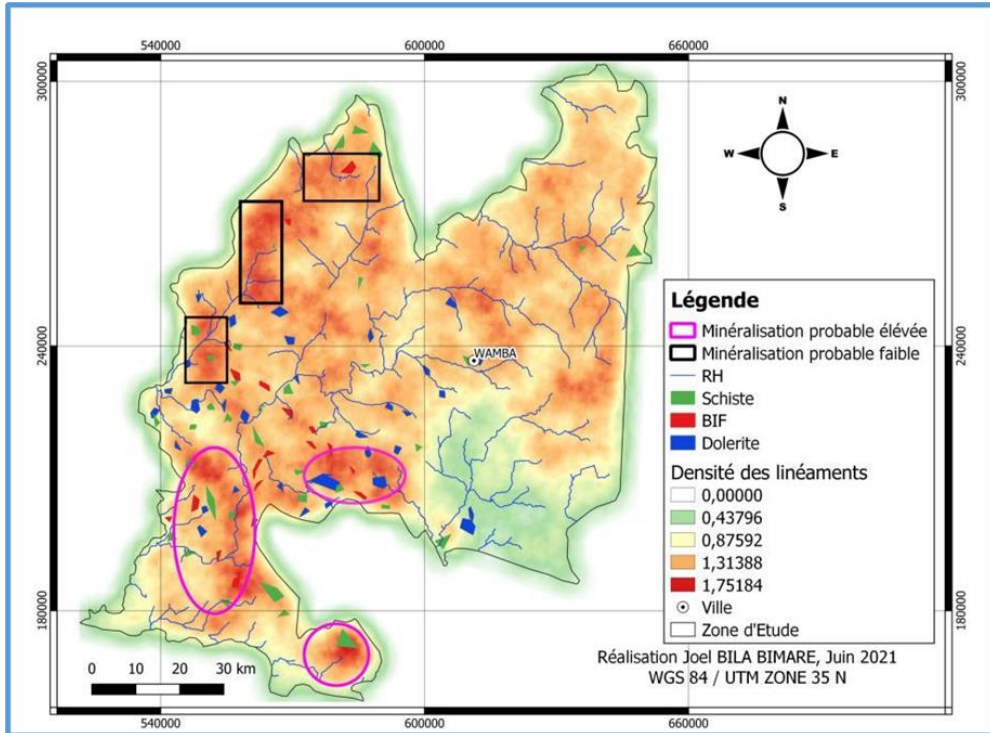 540000 600000 660000
300000 300000
N
W E
S
Légende
Minéralisation probable élévée
Minéralisation probable faible
RH
Schiste
BIF
Dolerite
Densité des linéaments
0,00000
0,43796
0,87592
1,31388
1,75184
Ville
Zone d'Etude
240000 240000
WAMBA
180000 180000
0 10 20 30 km
Réalisation Joel BILA BIMARE, Juin 2021
WGS 84 / UTM ZONE 35 N
540000 600000 660000